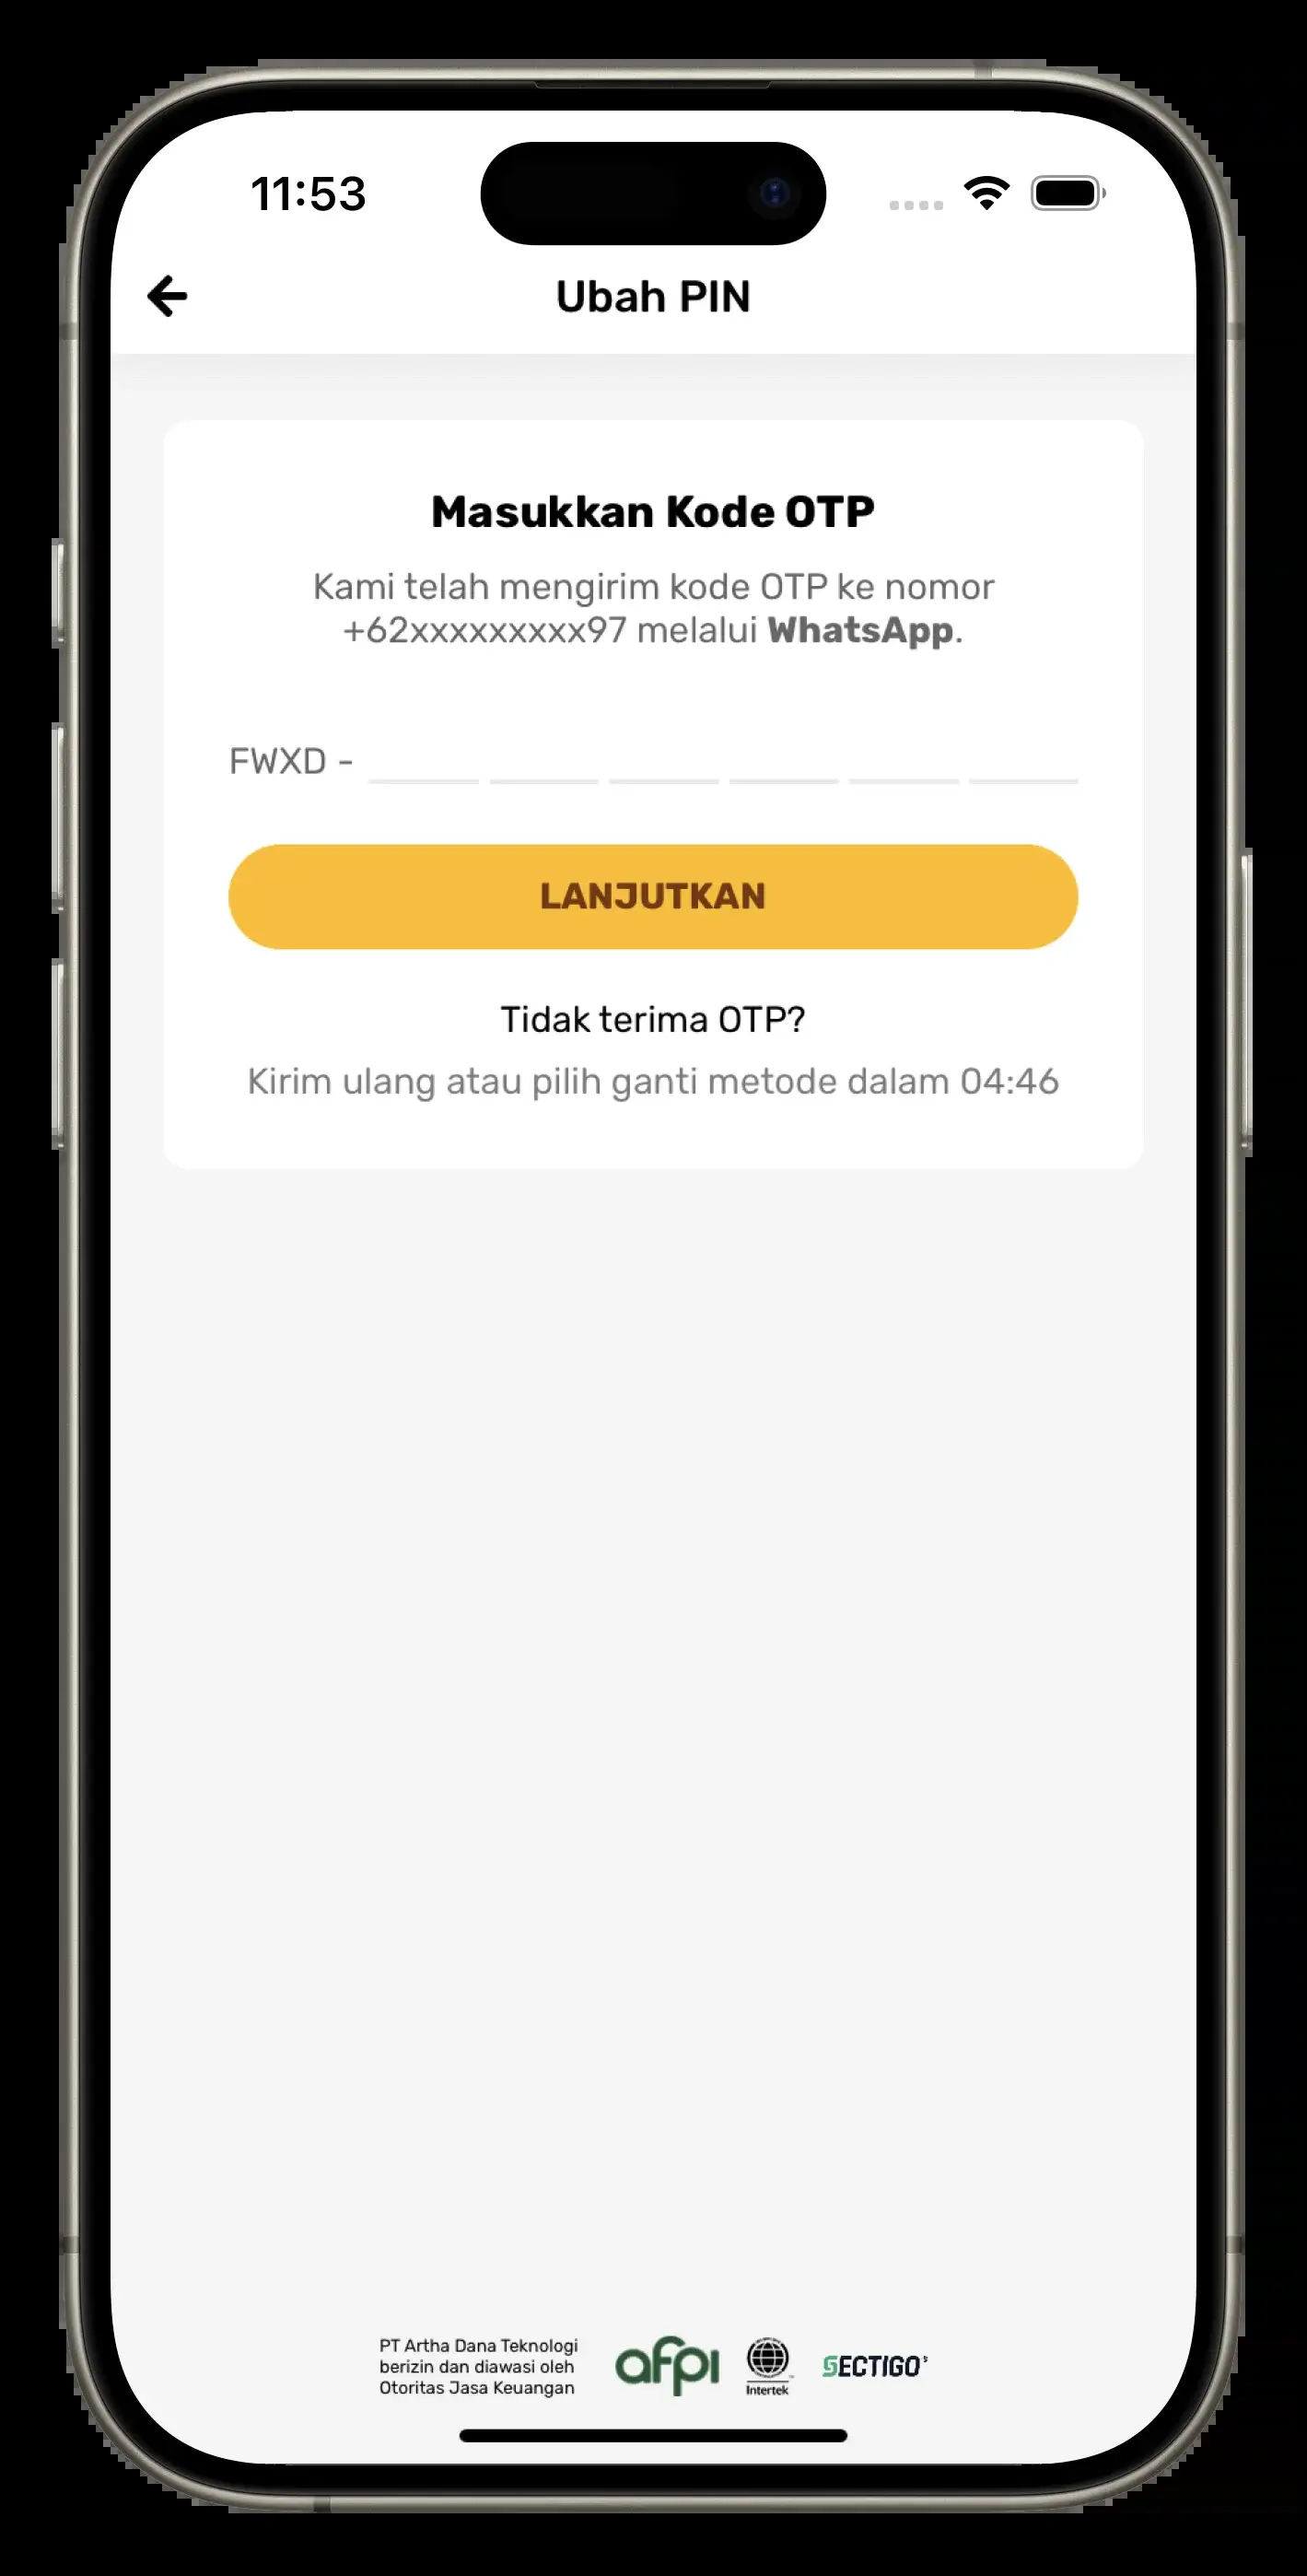 11:53
Ubah PIN
Masukkan Kode OTP
Kami telah mengirim kode OTP ke nomor
+62xxxxxxxxx97 melalui WhatsApp.
FWXD -
LANJUTKAN
Tidak terima OTP?
Kirim ulang atau pilih ganti metode dalam 04:46
PT Artha Dana Teknologi
berizin dan diawasi oleh
Otoritas Jasa Keuangan
afpi
Intertek
SECTIGO